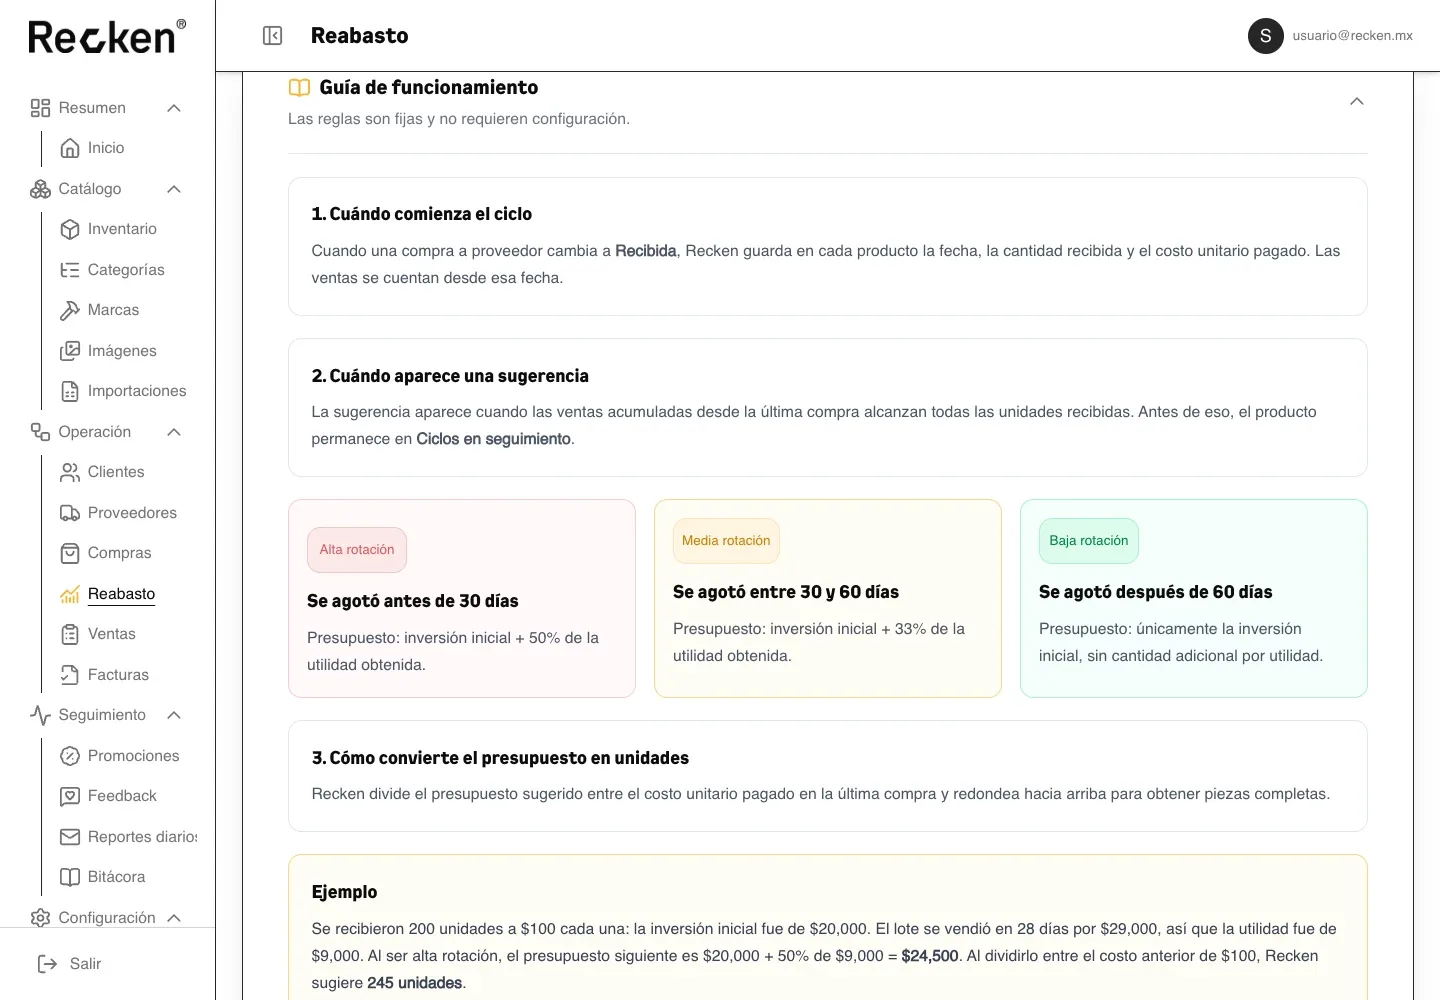 Recken®
Reabasto
S
usuario@recken.mx
Resumen
Inicio
Catálogo
Inventario
Categorías
Marcas
Imágenes
Importaciones
Operación
Clientes
Proveedores
Compras
Reabasto
Ventas
Facturas
Seguimiento
Promociones
Feedback
Reportes diarios
Bitácora
Configuración
Salir
Guía de funcionamiento
Las reglas son fijas y no requieren configuración.
1. Cuándo comienza el ciclo
Cuando una compra a proveedor cambia a Recibida, Recken guarda en cada producto la fecha, la cantidad recibida y el costo unitario pagado. Las
ventas se cuentan desde esa fecha.
2. Cuándo aparece una sugerencia
La sugerencia aparece cuando las ventas acumuladas desde la última compra alcanzan todas las unidades recibidas. Antes de eso, el producto
permanece en Ciclos en seguimiento.
Alta rotación
Se agotó antes de 30 días
Presupuesto: inversión inicial + 50% de la
utilidad obtenida.
Media rotación
Se agotó entre 30 y 60 días
Presupuesto: inversión inicial + 33% de la
utilidad obtenida.
Baja rotación
Se agotó después de 60 días
Presupuesto: únicamente la inversión
inicial, sin cantidad adicional por utilidad.
3. Cómo convierte el presupuesto en unidades
Recken divide el presupuesto sugerido entre el costo unitario pagado en la última compra y redondea hacia arriba para obtener piezas completas.
Ejemplo
Se recibieron 200 unidades a $100 cada una: la inversión inicial fue de $20,000. El lote se vendió en 28 días por $29,000, así que la utilidad fue de
$9,000. Al ser alta rotación, el presupuesto siguiente es $20,000 + 50% de $9,000 = $24,500. Al dividirlo entre el costo anterior de $100, Recken
sugiere 245 unidades.